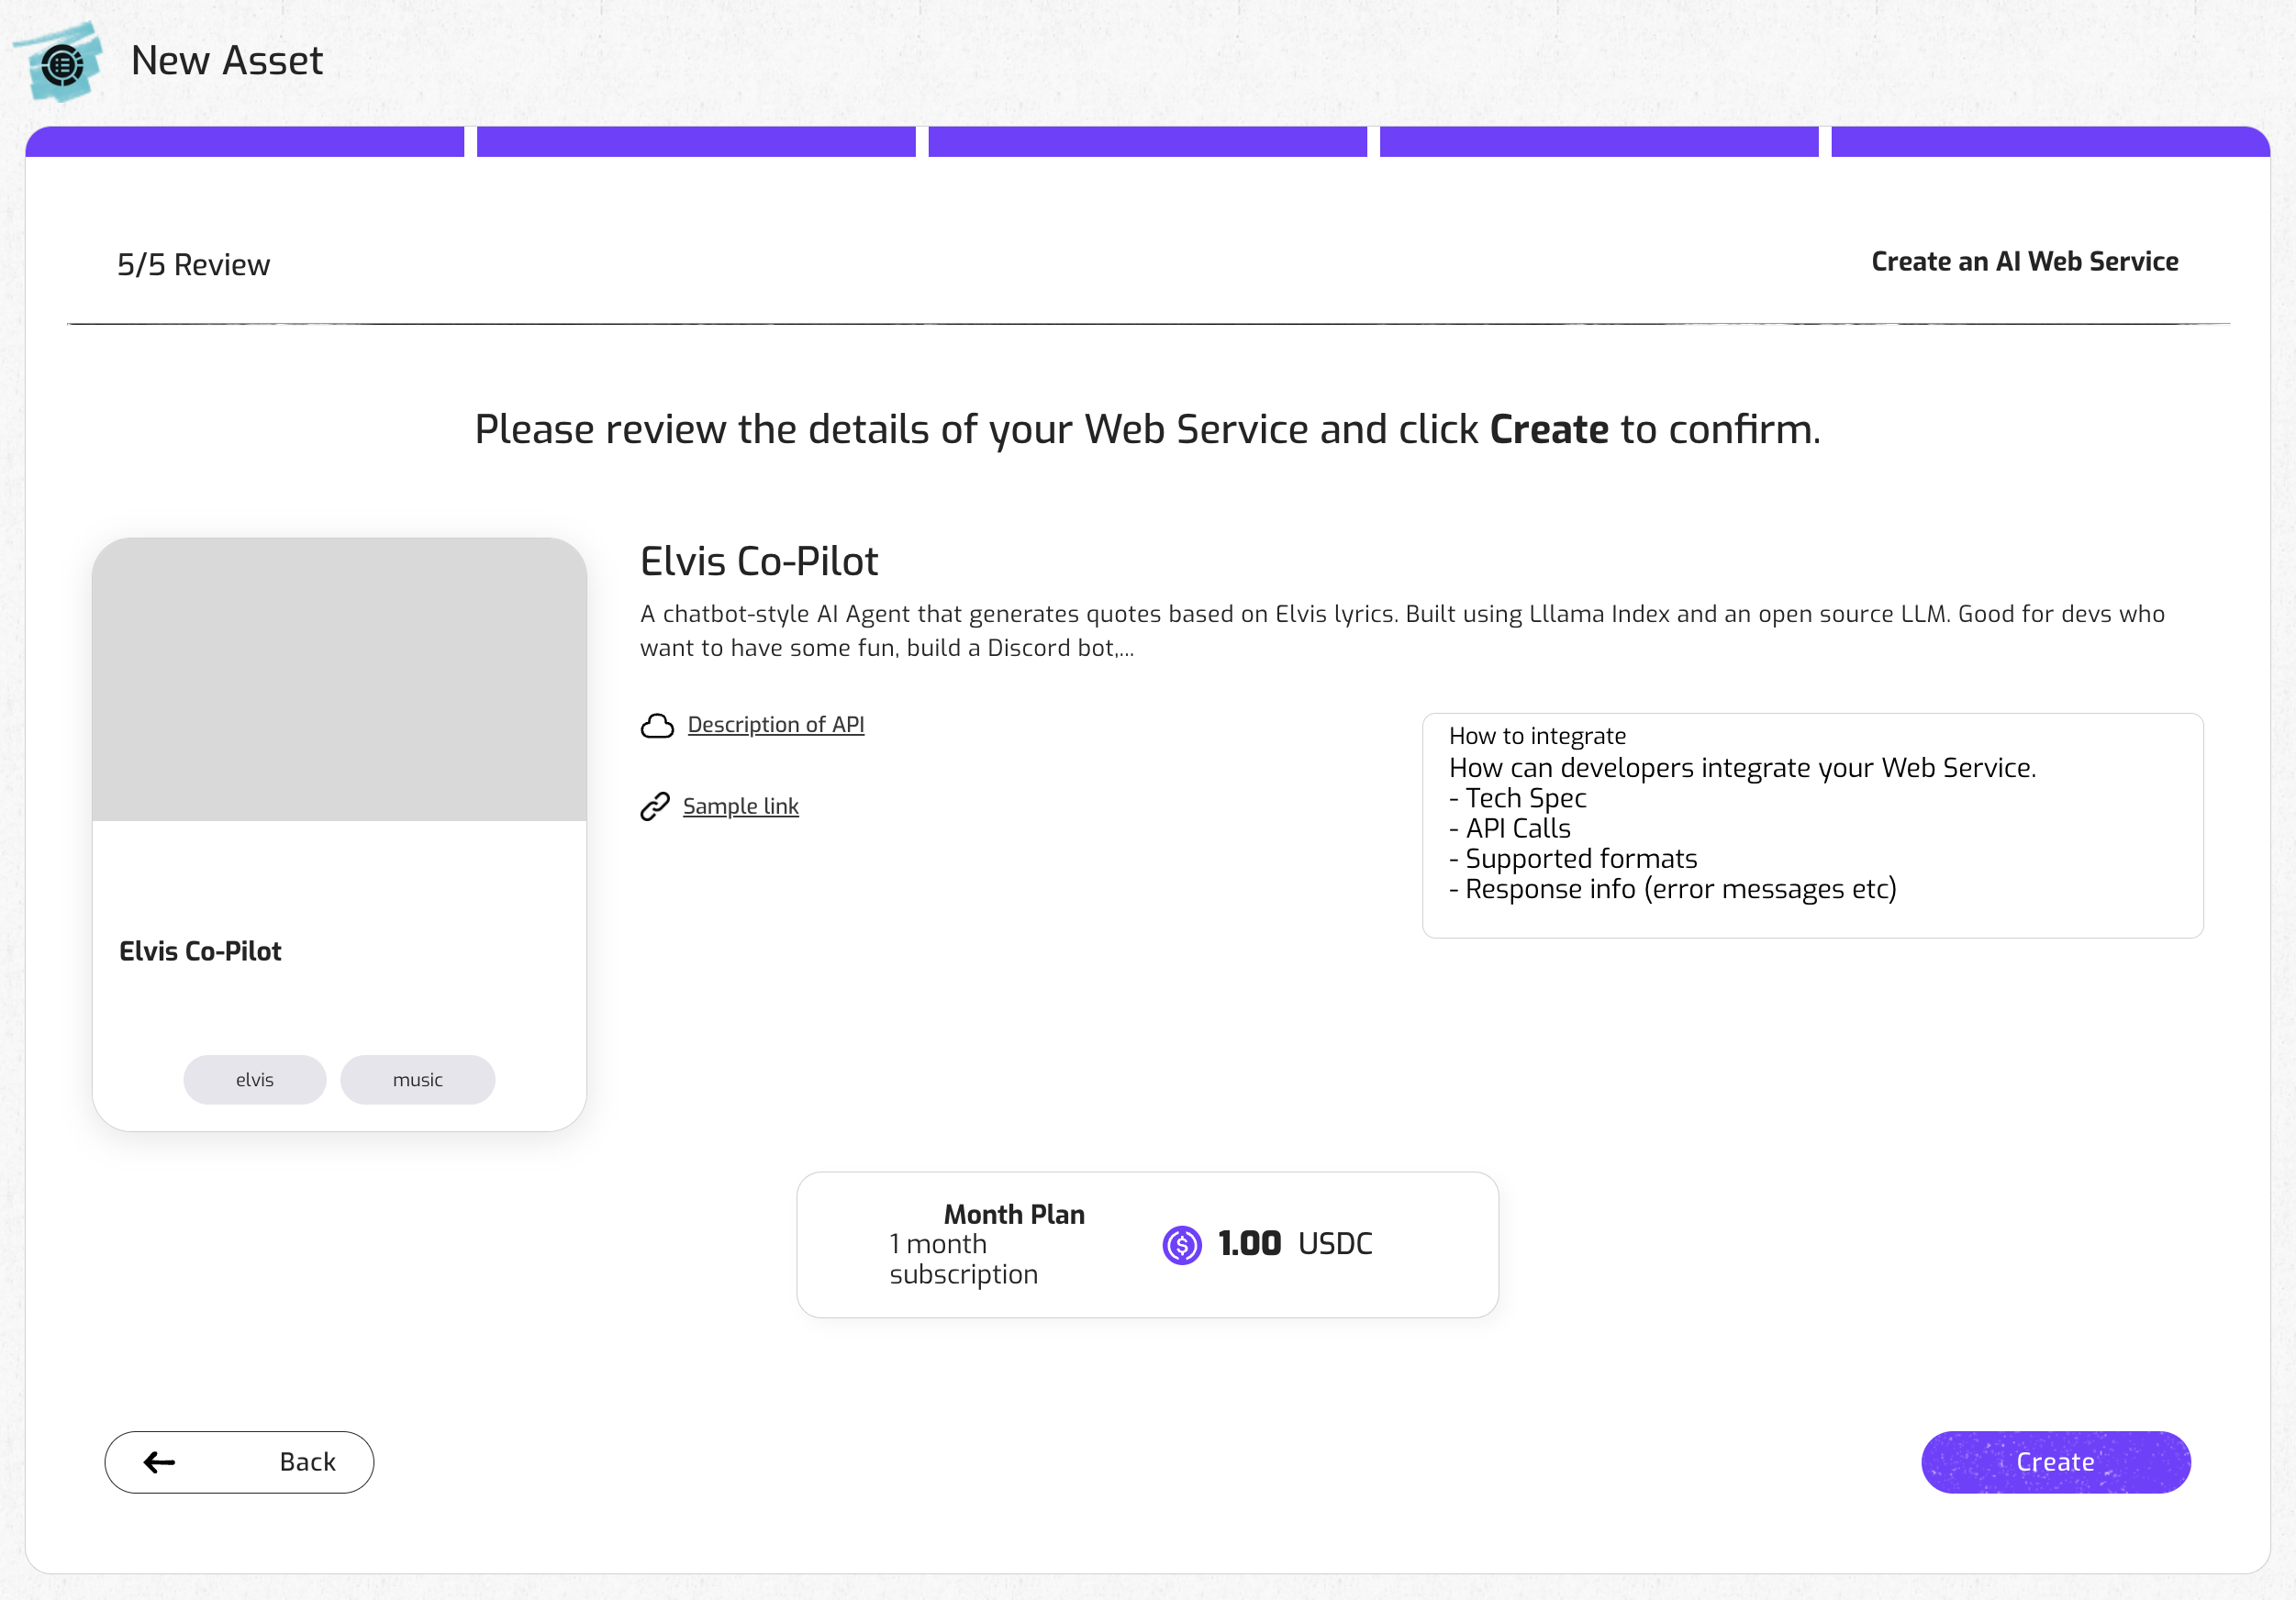 New Asset
5/5 Review
Create an AI Web Service
Please review the details of your Web Service and click Create to confirm.
Elvis Co-Pilot
A chatbot-style AI Agent that generates quotes based on Elvis lyrics. Built using Lllama Index and an open source LLM. Good for devs who
want to have some fun, build a Discord bot,...
Description of API
Sample link
How to integrate
How can developers integrate your Web Service.
- Tech Spec
- API Calls
- Supported formats
- Response info (error messages etc)
Elvis Co-Pilot
elvis
music
Month Plan
1 month
subscription
1.00 USDC
Back
Create